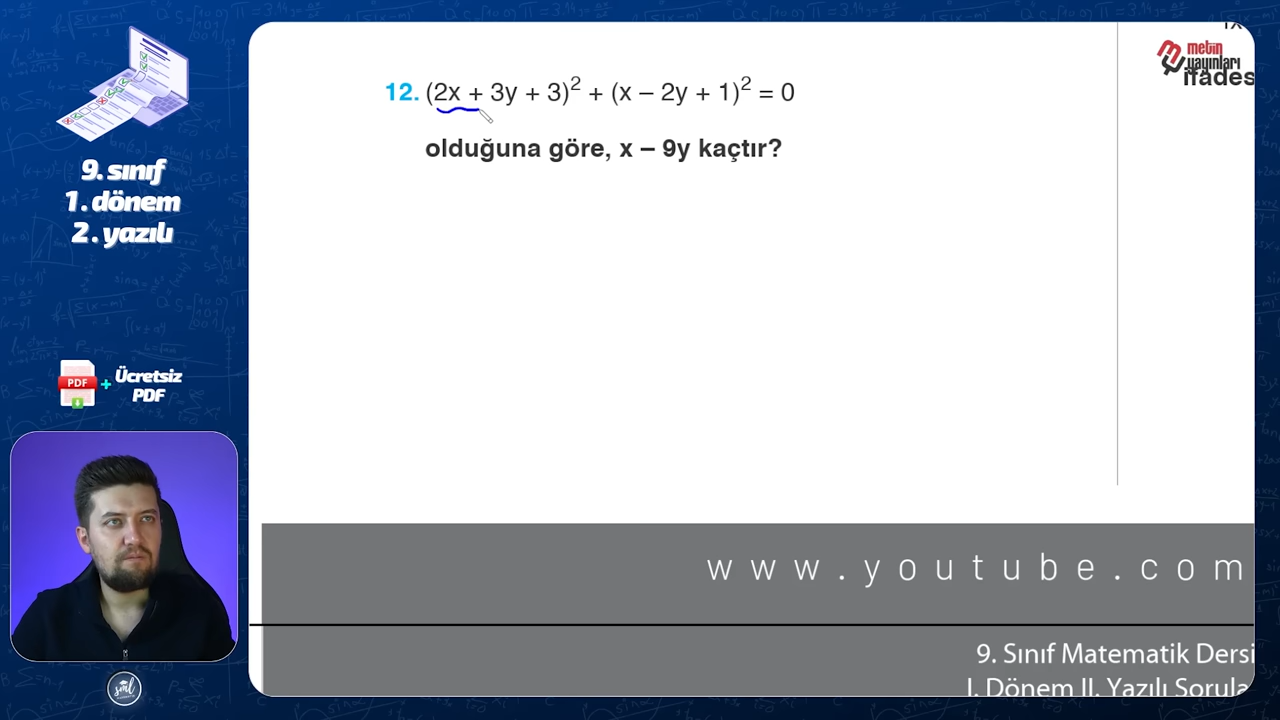 12. (2x + 3y + 3)² + (x – 2y + 1)² = 0
olduğuna göre, x – 9y kaçtır?
metin
yayınları
ifades
9. sınıf
1. dönem
2. yazılı
PDF
+ Ücretsiz
PDF
www.youtube.com
9. Sınıf Matematik Dersi
I. Dönem II. Yazılı Sorula
sml